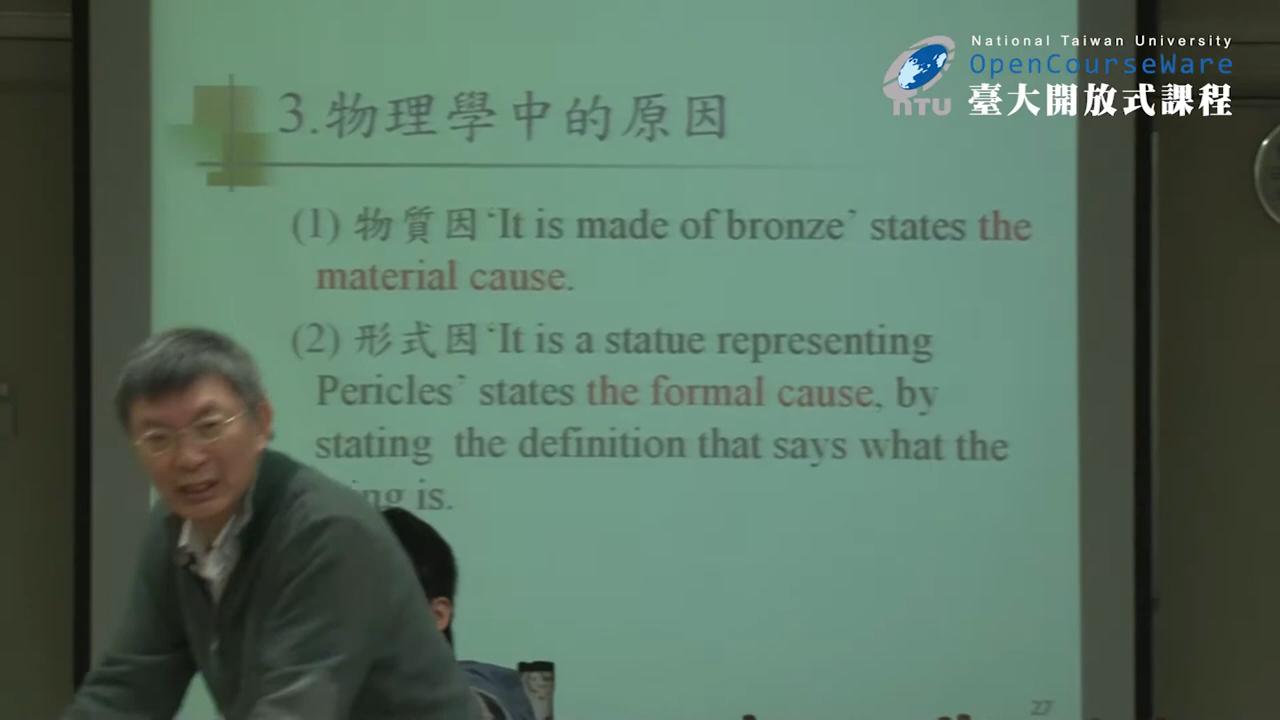 National Taiwan University
OpenCourseWare
NTU 臺大開放式課程
3.物理學中的原因
(1) 物質因‘It is made of bronze’ states the
material cause.
(2) 形式因‘It is a statue representing
Pericles’ states the formal cause, by
stating the definition that says what the
is.
27